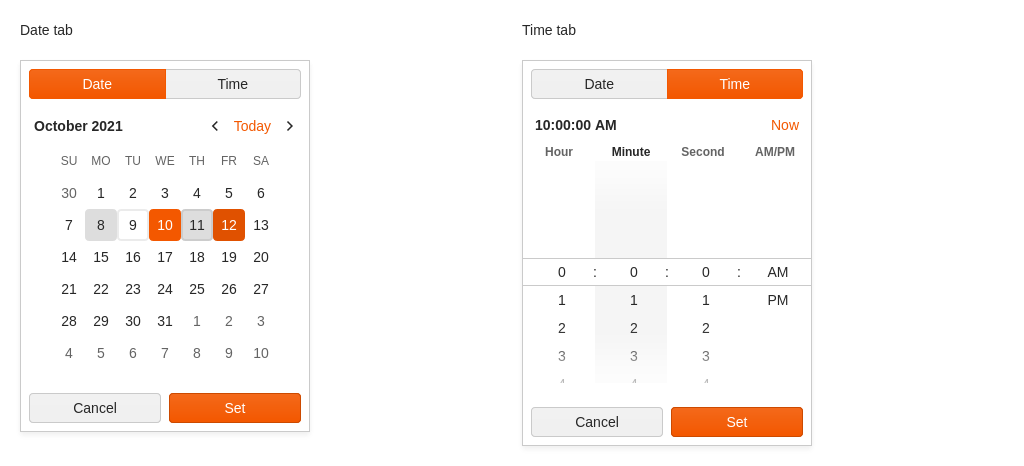 Date tab
Date Time
October 2021 Today
SU MO TU WE TH FR SA
30 1 2 3 4 5 6
7 8 9 10 11 12 13
14 15 16 17 18 19 20
21 22 23 24 25 26 27
28 29 30 31 1 2 3
4 5 6 7 8 9 10
Cancel Set
Time tab
Date Time
10:00:00 AM Now
Hour Minute Second AM/PM
0 : 0 : 0 : AM
1 1 1 PM
2 2 2
3 3 3
Cancel Set